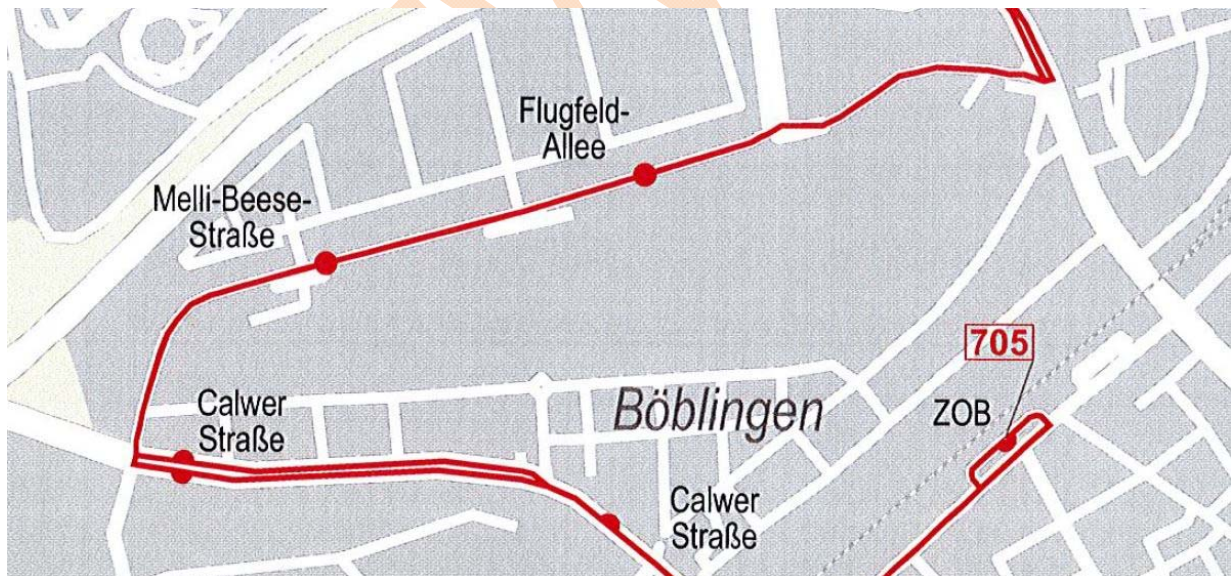 Flugfeld-
Allee
Melli-Beese-
Straße
705
Calwer
Straße
Böblingen
ZOB
Calwer
Straße